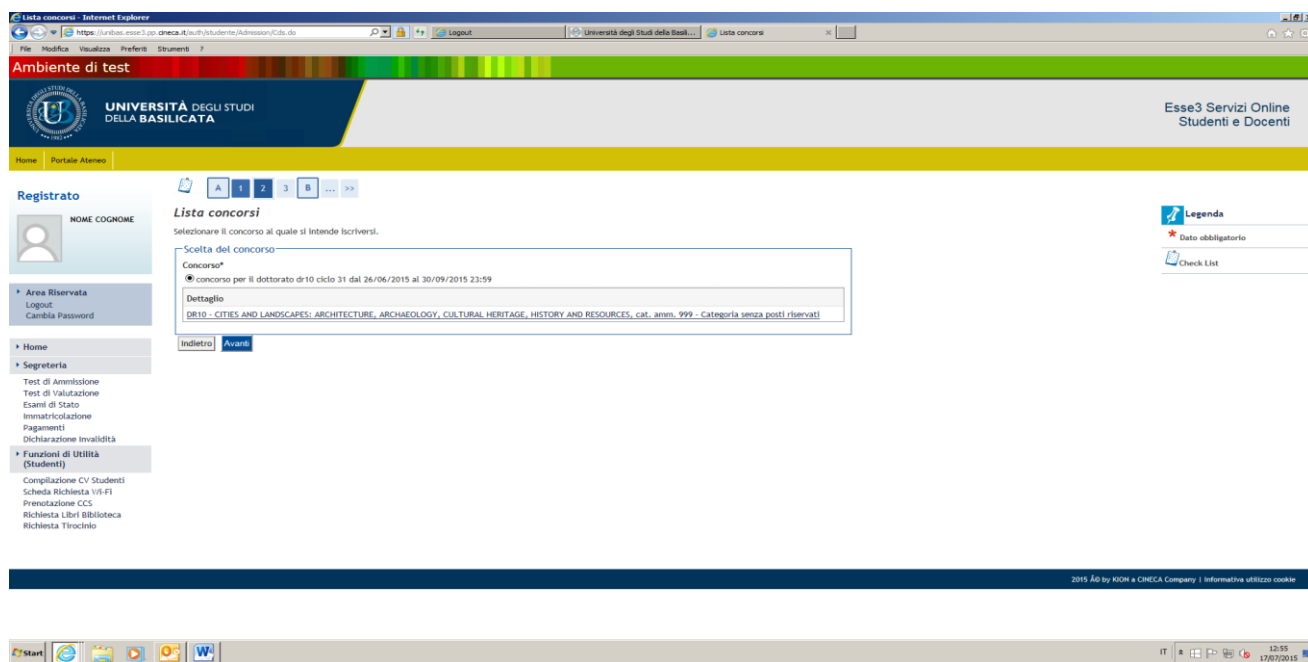 Lista concorsi - Internet Explorer
https://unibas.esse3.pp.cineca.it/auth/studente/Admission/Cds.do
Logout
Università degli Studi della Basili...
Lista concorsi
File Modifica Visualizza Preferiti Strumenti ?
Ambiente di test
UNIVERSITÀ DEGLI STUDI
DELLA BASILICATA
Esse3 Servizi Online
Studenti e Docenti
Home Portale Ateneo
Registrato
NOME COGNOME
Area Riservata
Logout
Cambia Password
Home
Segreteria
Test di Ammissione
Test di Valutazione
Esami di Stato
Immatricolazione
Pagamenti
Dichiarazione Invalidità
Funzioni di Utilità
(Studenti)
Compilazione CV Studenti
Scheda Richiesta Wi-Fi
Prenotazione CCS
Richiesta Libri Biblioteca
Richiesta Tirocinio
A 1 2 3 B ... >>
Lista concorsi
Selezionare il concorso al quale si intende iscriversi.
Scelta del concorso
Concorso*
concorso per il dottorato dr10 ciclo 31 dal 26/06/2015 al 30/09/2015 23:59
Dettaglio
DR10 - CITIES AND LANDSCAPES: ARCHITECTURE, ARCHAEOLOGY, CULTURAL HERITAGE, HISTORY AND RESOURCES, cat. amm. 999 - Categoria senza posti riservati
Indietro Avanti
Legenda
* Dato obbligatorio
Check List
2015 Â© by KION a CINECA Company | Informativa utilizzo cookie
Start
IT
12:55
17/07/2015